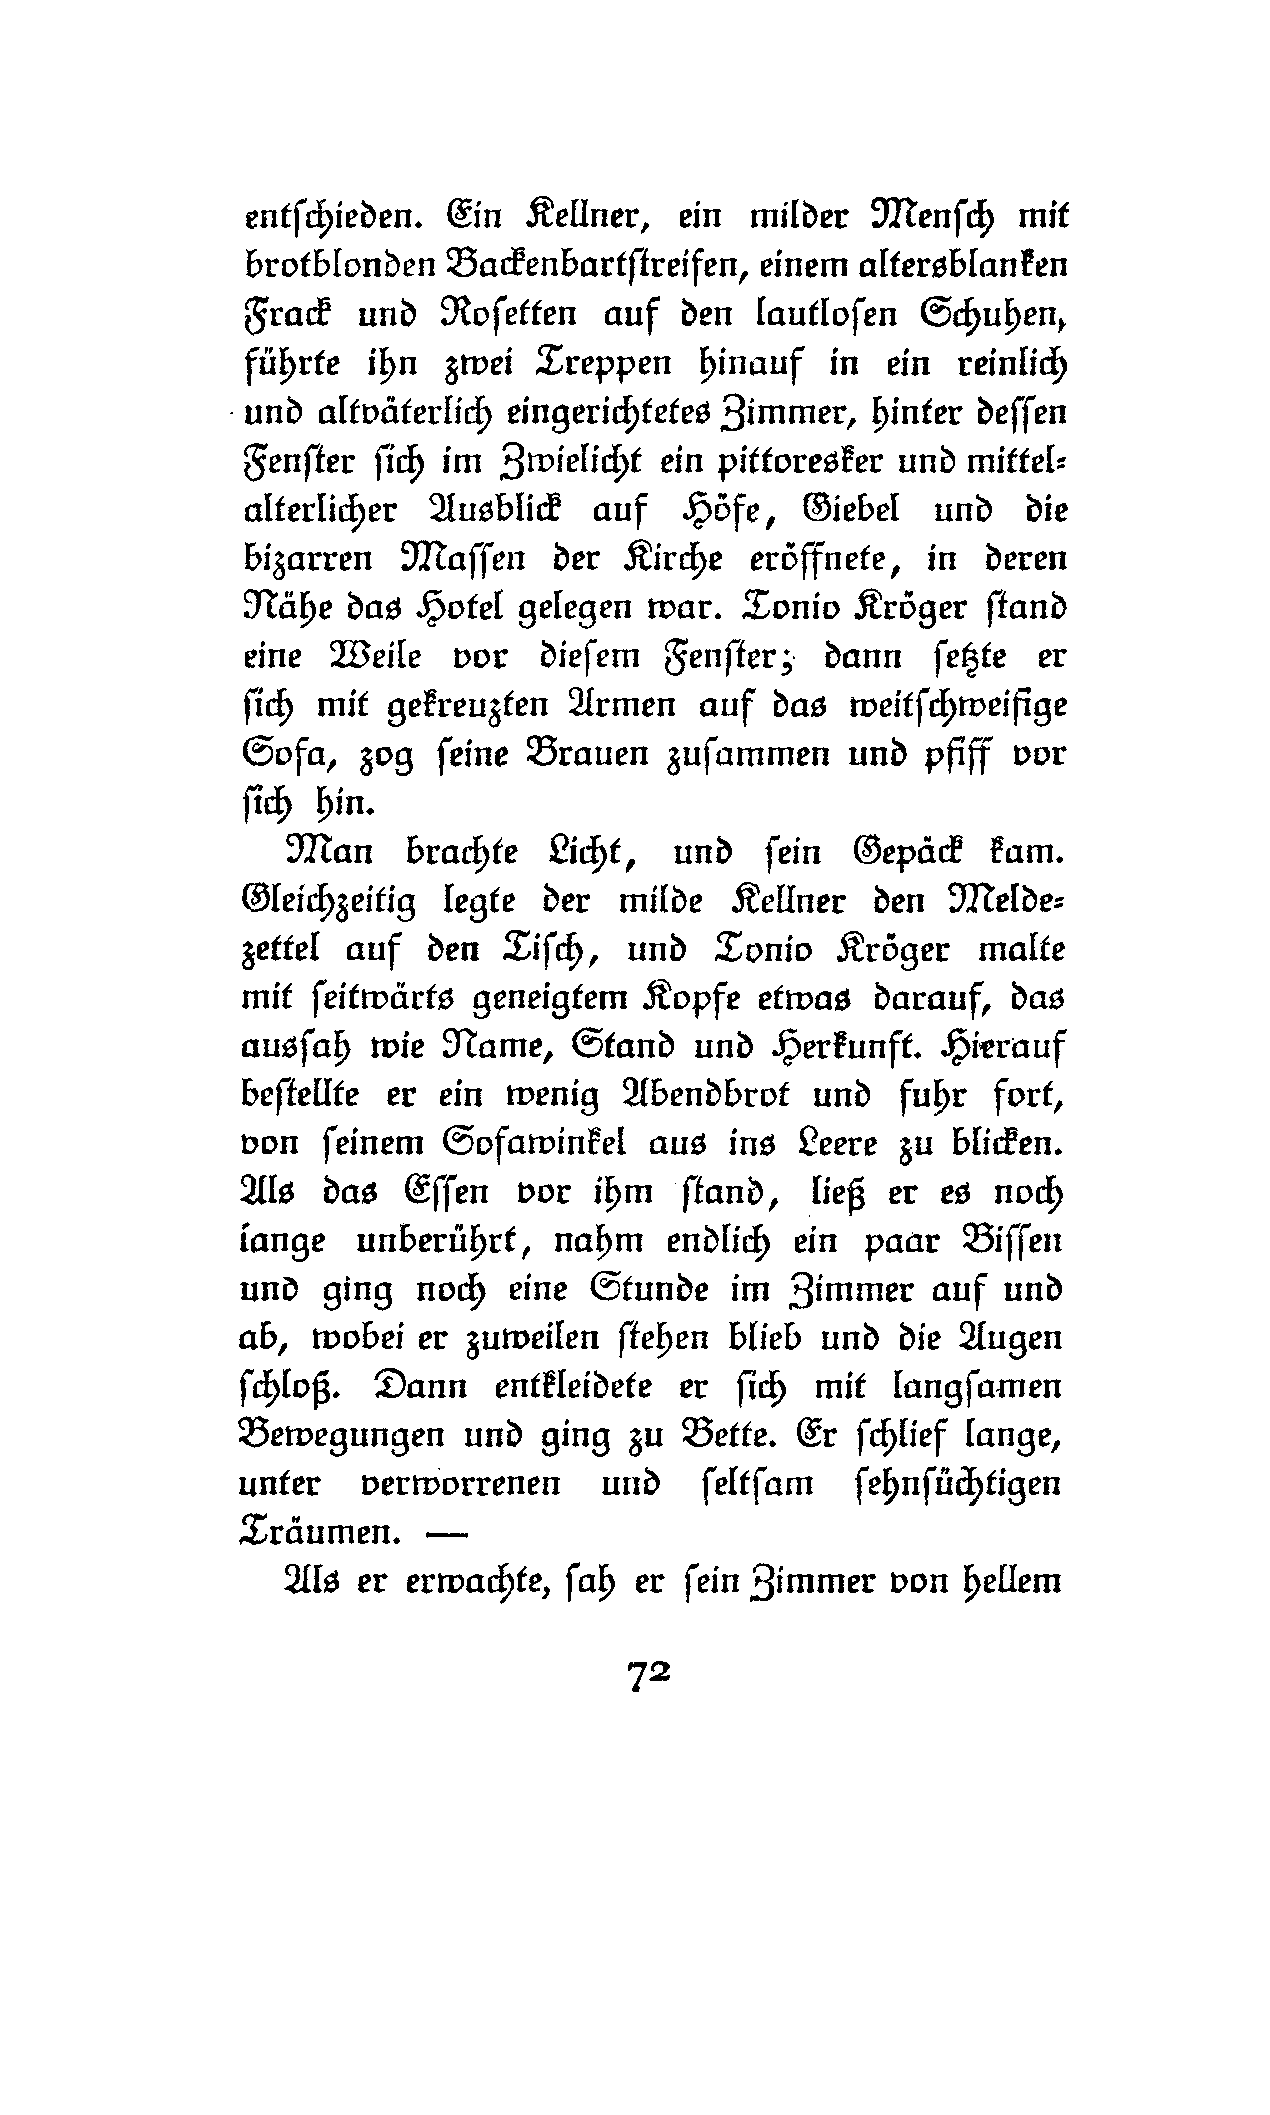 entſchieden. Ein Kellner, ein milder Menſch mit
brotblonden Backenbartſtreifen, einem altersblanken
Frack und Roſetten auf den lautloſen Schuhen,
führte ihn zwei Treppen hinauf in ein reinlich
und altväterlich eingerichtetes Zimmer, hinter deſſen
Fenſter ſich im Zwielicht ein pittoresker und mittel⸗
alterlicher Ausblick auf Höfe, Giebel und die
bizarren Maſſen der Kirche eröffnete, in deren
Nähe das Hotel gelegen war. Tonio Kröger ſtand
eine Weile vor dieſem Fenſter; dann ſetzte er
ſich mit gekreuzten Armen auf das weitſchweifige
Sofa, zog ſeine Brauen zuſammen und pfiff vor
ſich hin.
Man brachte Licht, und ſein Gepäck kam.
Gleichzeitig legte der milde Kellner den Melde⸗
zettel auf den Tiſch, und Tonio Kröger malte
mit ſeitwärts geneigtem Kopfe etwas darauf, das
ausſah wie Name, Stand und Herkunft. Hierauf
beſtellte er ein wenig Abendbrot und fuhr fort,
von ſeinem Sofawinkel aus ins Leere zu blicken.
Als das Eſſen vor ihm ſtand, ließ er es noch
lange unberührt, nahm endlich ein paar Biſſen
und ging noch eine Stunde im Zimmer auf und
ab, wobei er zuweilen ſtehen blieb und die Augen
ſchloß. Dann entkleidete er ſich mit langſamen
Bewegungen und ging zu Bette. Er ſchlief lange,
unter verworrenen und ſeltſam ſehnſüchtigen
Träumen. —
Als er erwachte, ſah er ſein Zimmer von hellem
72